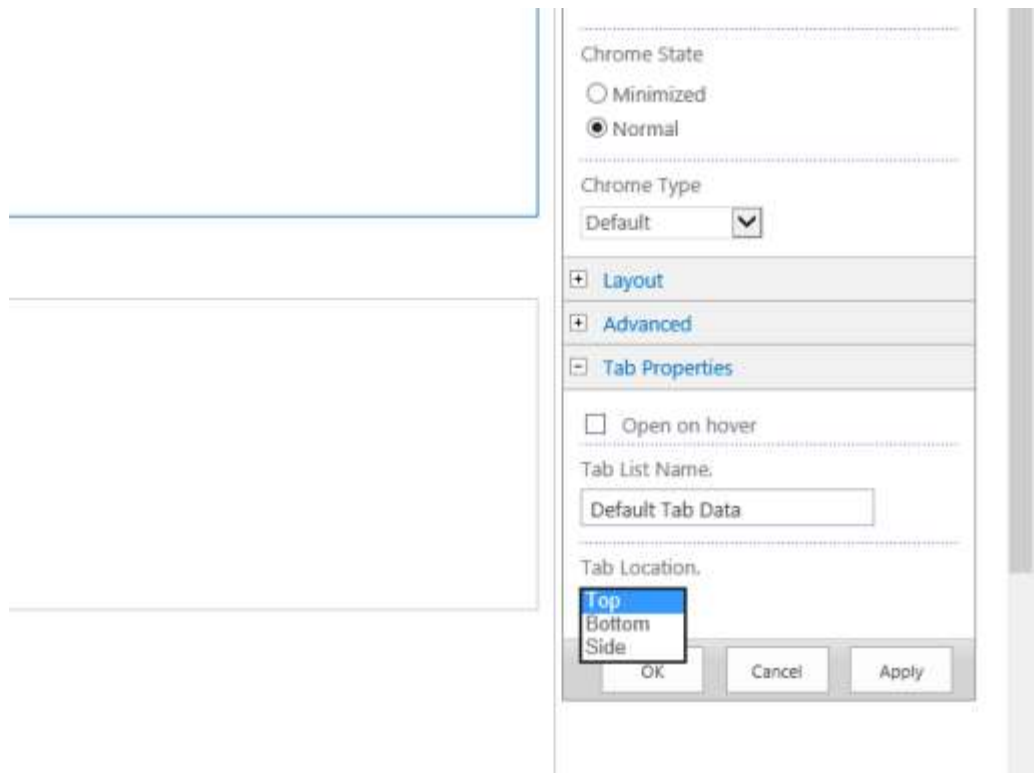 Chrome State
Minimized
Normal
Chrome Type
Default
Layout
Advanced
Tab Properties
Open on hover
Tab List Name.
Default Tab Data
Tab Location.
Top
Bottom
Side
OK Cancel Apply